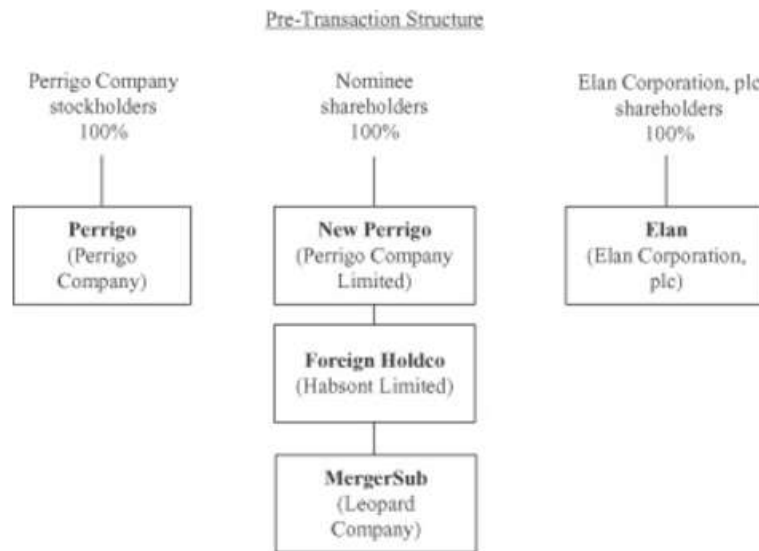 Pre-Transaction Structure
Perrigo Company
stockholders
100%
Nominee
shareholders
100%
Elan Corporation, plc
shareholders
100%
Perrigo
(Perrigo
Company)
New Perrigo
(Perrigo Company
Limited)
Elan
(Elan Corporation,
plc)
Foreign Holdco
(Habsont Limited)
MergerSub
(Leopard
Company)